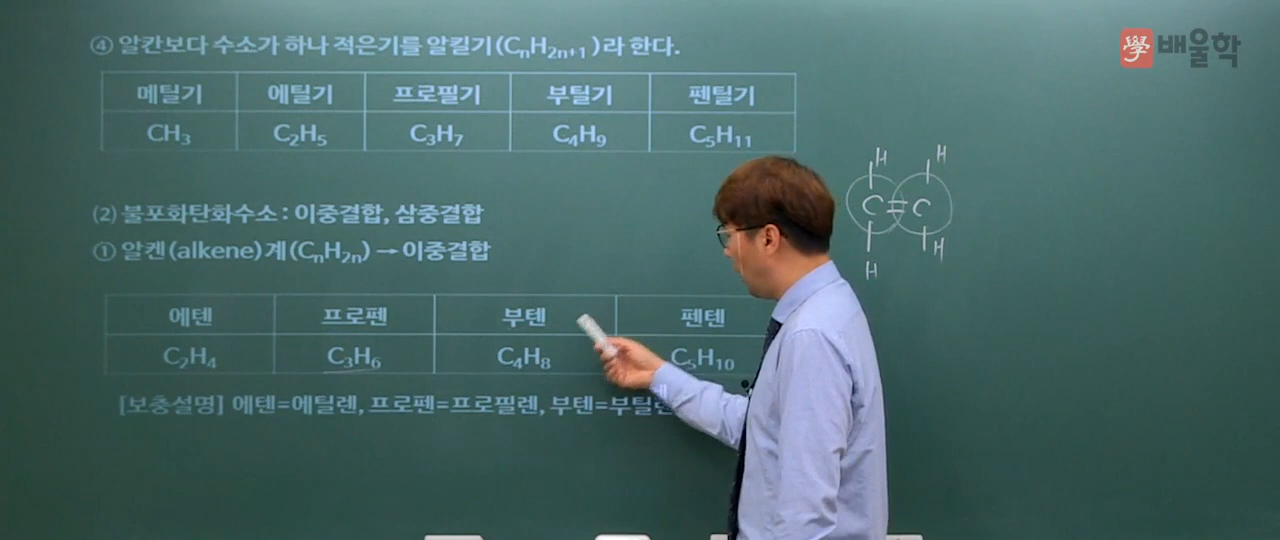 ④ 알칸보다 수소가 하나 적은기를 알킬기(CₙH₂ₙ₊₁)라 한다.
學 배울학
메틸기 에틸기 프로필기 부틸기 펜틸기
CH₃ C₂H₅ C₃H₇ C₄H₉ C₅H₁₁
(2) 불포화탄화수소 : 이중결합, 삼중결합
① 알켄(alkene)계(CₙH₂ₙ) → 이중결합
에텐 프로펜 부텐 펜텐
C₂H₄ C₃H₆ C₄H₈ C₅H₁₀
[보충설명] 에텐=에틸렌, 프로펜=프로필렌, 부텐=부틸렌
H H
C = C
H H